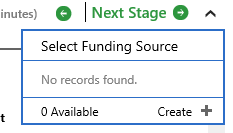 inutes)
Next Stage
Select Funding Source
No records found.
0 Available Create +
t